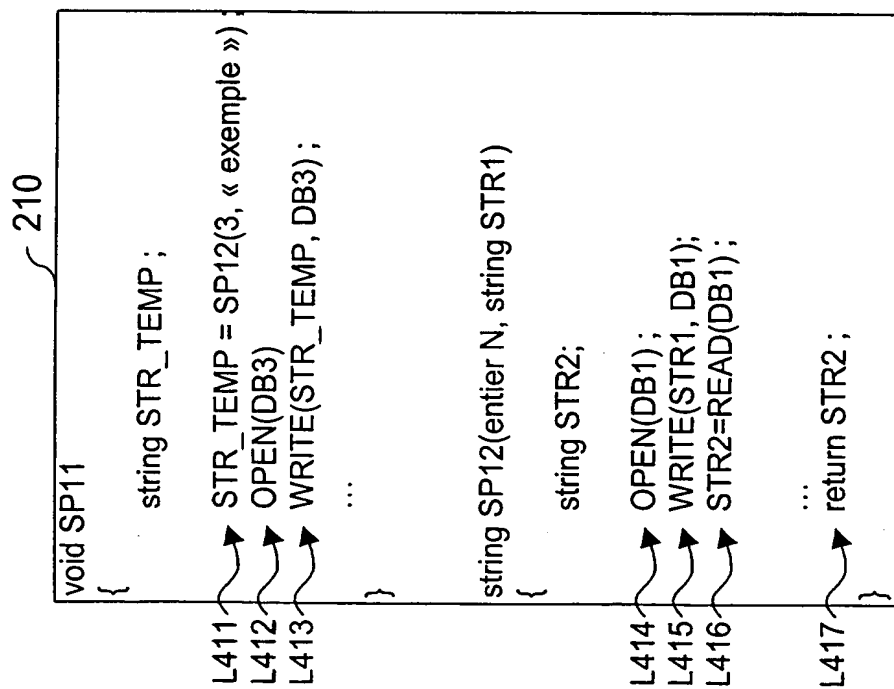 210
void SP11
{
string STR_TEMP ;
L411 STR_TEMP = SP12(3, « exemple ») ;
L412 OPEN(DB3)
L413 WRITE(STR_TEMP, DB3) ;
...
}
string SP12(entier N, string STR1)
{
string STR2;
L414 OPEN(DB1) ;
L415 WRITE(STR1, DB1);
L416 STR2=READ(DB1) ;
...
L417 return STR2 ;
}